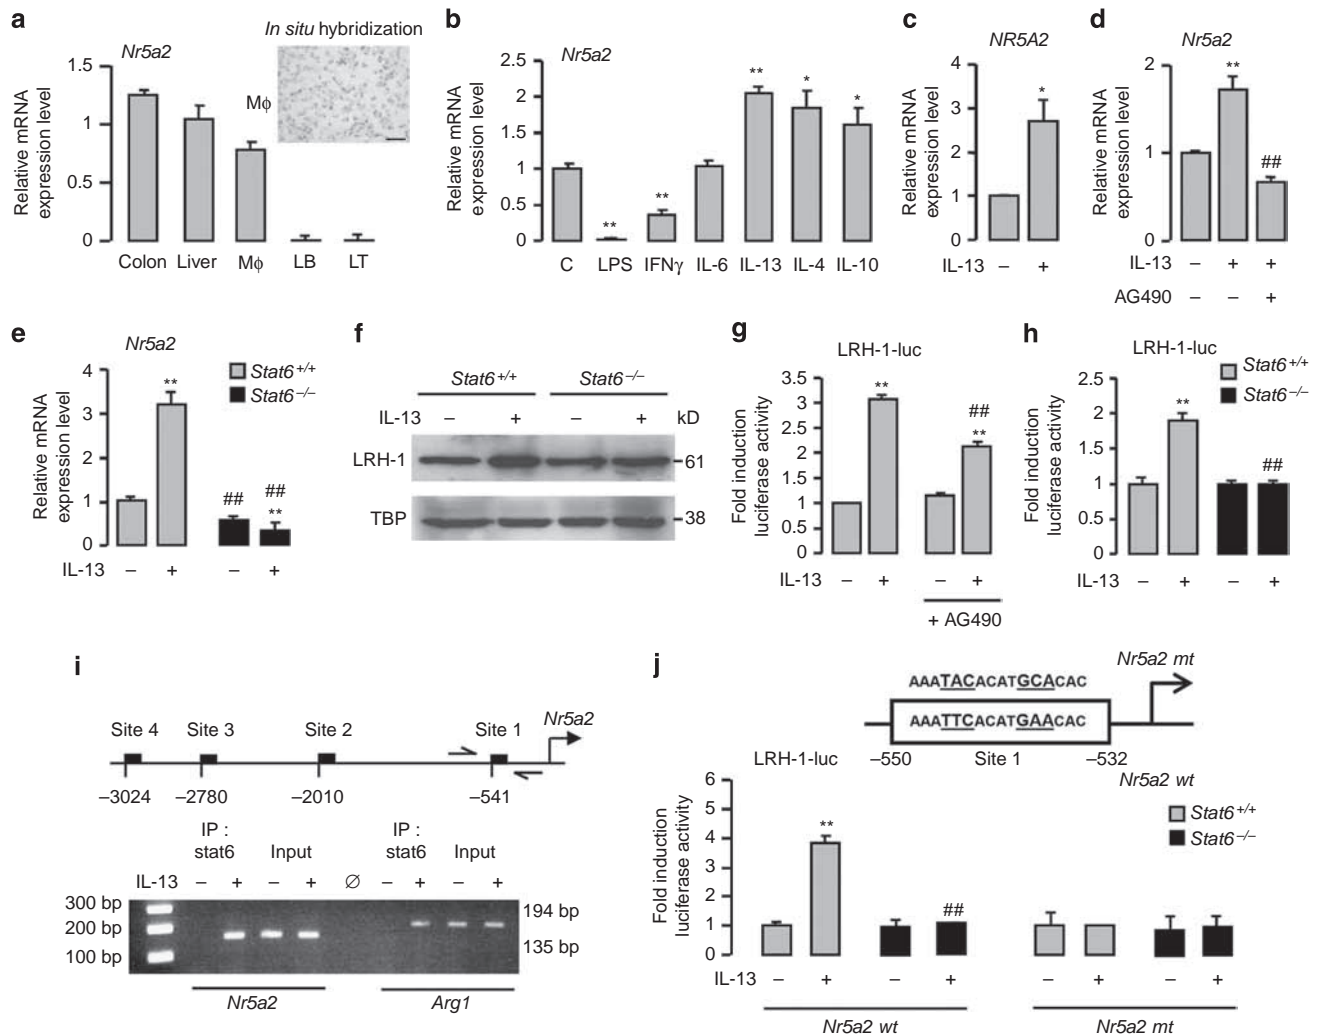 a
In situ hybridization
Nr5a2
Relative mRNA
expression level
1.5
1
0.5
0
Mϕ
Colon Liver Mϕ LB LT
b
Nr5a2
Relative mRNA
expression level
2.5
2
1.5
1
0.5
0
** ** ** * *
C LPS IFNγ IL-6 IL-13 IL-4 IL-10
c
NR5A2
Relative mRNA
expression level
4
3
2
1
0
*
IL-13 – +
d
Nr5a2
Relative mRNA
expression level
2
1
0
**
##
IL-13 – + +
AG490 – – +
e
Nr5a2
Relative mRNA
expression level
4
3
2
1
0
Stat6+/+
Stat6–/–
**
##
##
**
IL-13 – + – +
f
Stat6+/+ Stat6–/–
IL-13 – + – + kD
LRH-1 61
TBP 38
g
LRH-1-luc
Fold induction
luciferase activity
3.5
3
2.5
2
1.5
1
0.5
0
**
##
**
IL-13 – + – +
+ AG490
h
LRH-1-luc
Stat6+/+
Stat6–/–
Fold induction
luciferase activity
2.5
2
1.5
1
0.5
0
**
##
IL-13 – + – +
i
Site 4 Site 3 Site 2 Site 1 Nr5a2
–3024 –2780 –2010 –541
IP :
stat6 Input
IP :
stat6 Input
IL-13 – + – + ∅ – + – +
300 bp
200 bp
100 bp
194 bp
135 bp
Nr5a2 Arg1
j
Nr5a2 mt
AAATACACATGCACAC
AAATTCACATGAACAC
–550 Site 1 –532
Nr5a2 wt
LRH-1-luc
Stat6+/+
Stat6–/–
Fold induction
luciferase activity
6
5
4
3
2
1
0
**
##
IL-13 – + – + – + – +
Nr5a2 wt Nr5a2 mt